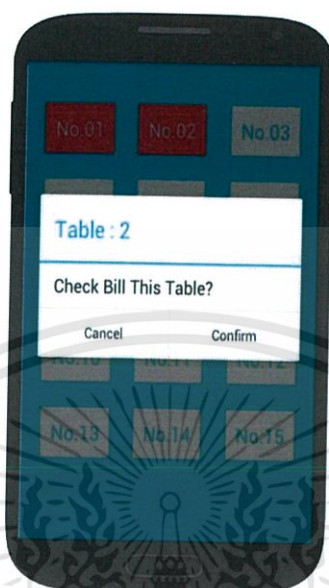 No.01 No.02 No.03
Table : 2
Check Bill This Table?
Cancel Confirm
No.10 No.11 No.12
No.13 No.14 No.15